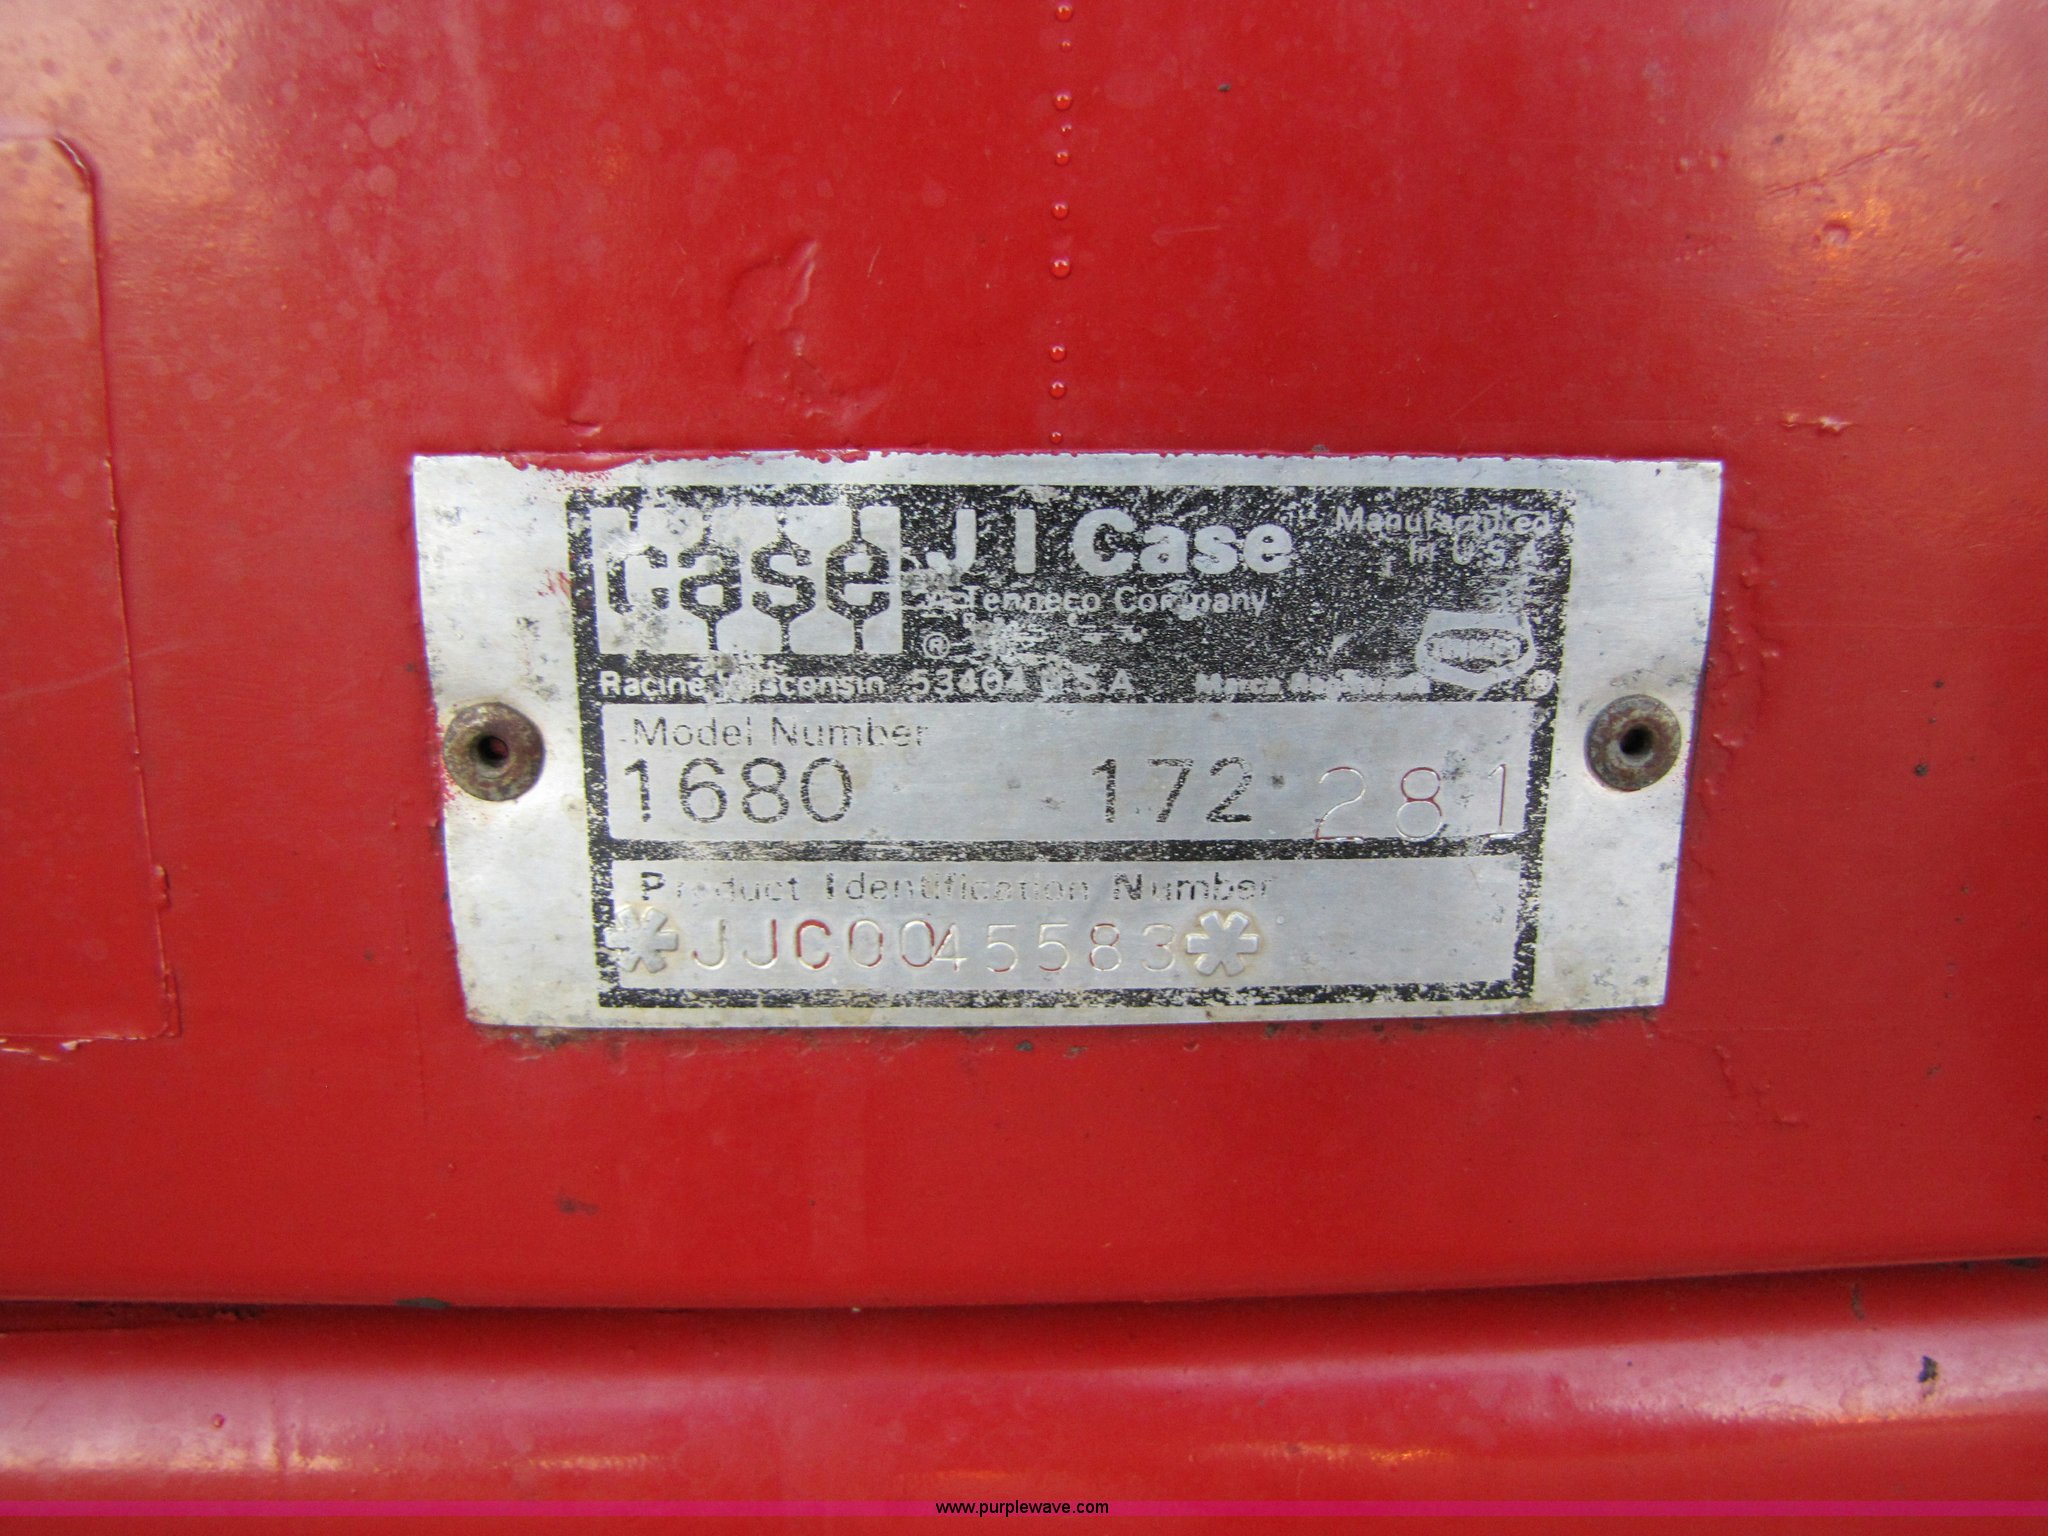 case J I Case Manufactured
in U.S.A.
A Tenneco Company
®
Racine, Wisconsin 53404 U.S.A.
Model Number
1680 172 281
Product Identification Number
*JJC0045583*
www.purplewave.com